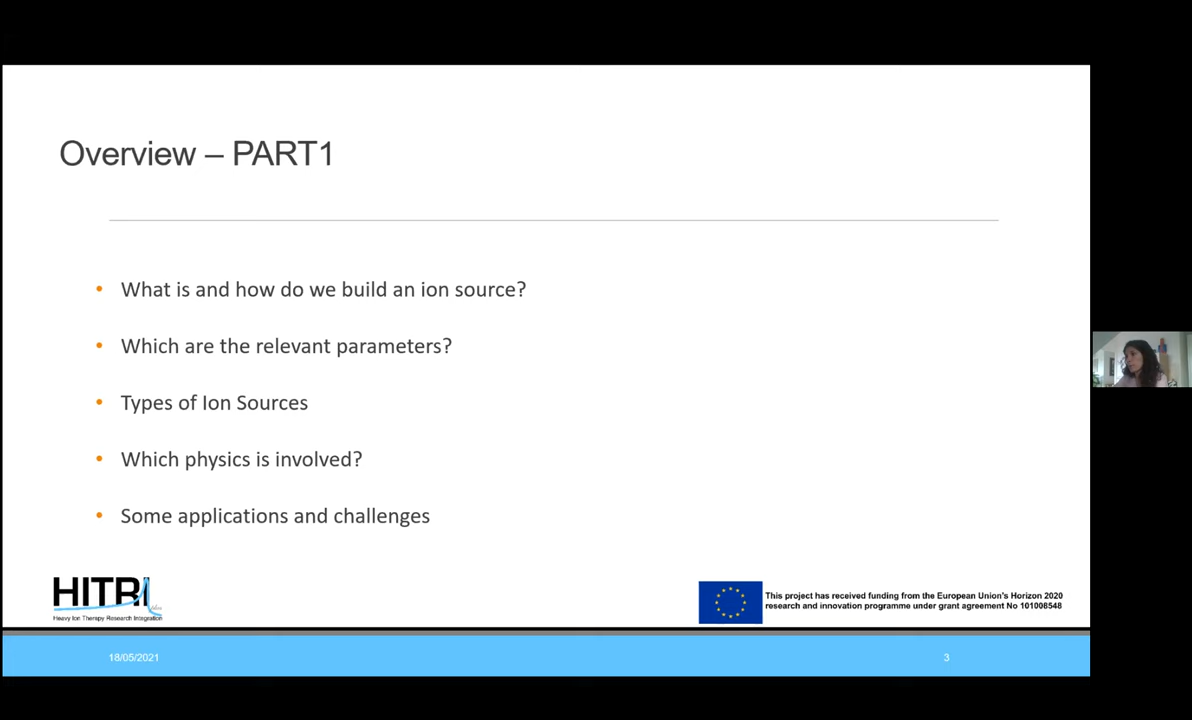 Overview – PART1
• What is and how do we build an ion source?
• Which are the relevant parameters?
• Types of Ion Sources
• Which physics is involved?
• Some applications and challenges
HITRI plus
Heavy Ion Therapy Research Integration
This project has received funding from the European Union's Horizon 2020
research and innovation programme under grant agreement No 101008548
18/05/2021
3